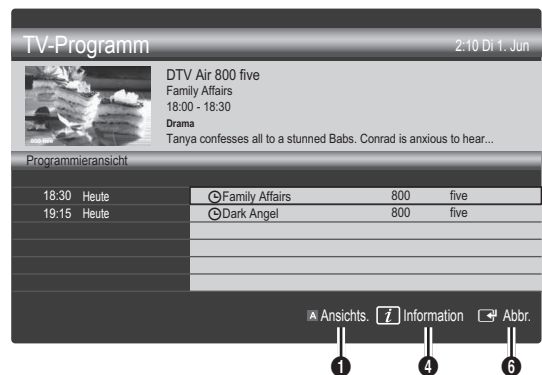 TV-Programm 2:10 Di 1. Jun
DTV Air 800 five
Family Affairs
18:00 - 18:30
Drama
Tanya confesses all to a stunned Babs. Conrad is anxious to hear...
Programmieransicht
18:30 Heute Family Affairs 800 five
19:15 Heute Dark Angel 800 five
A Ansichts. i Information Abbr.
1 4 6